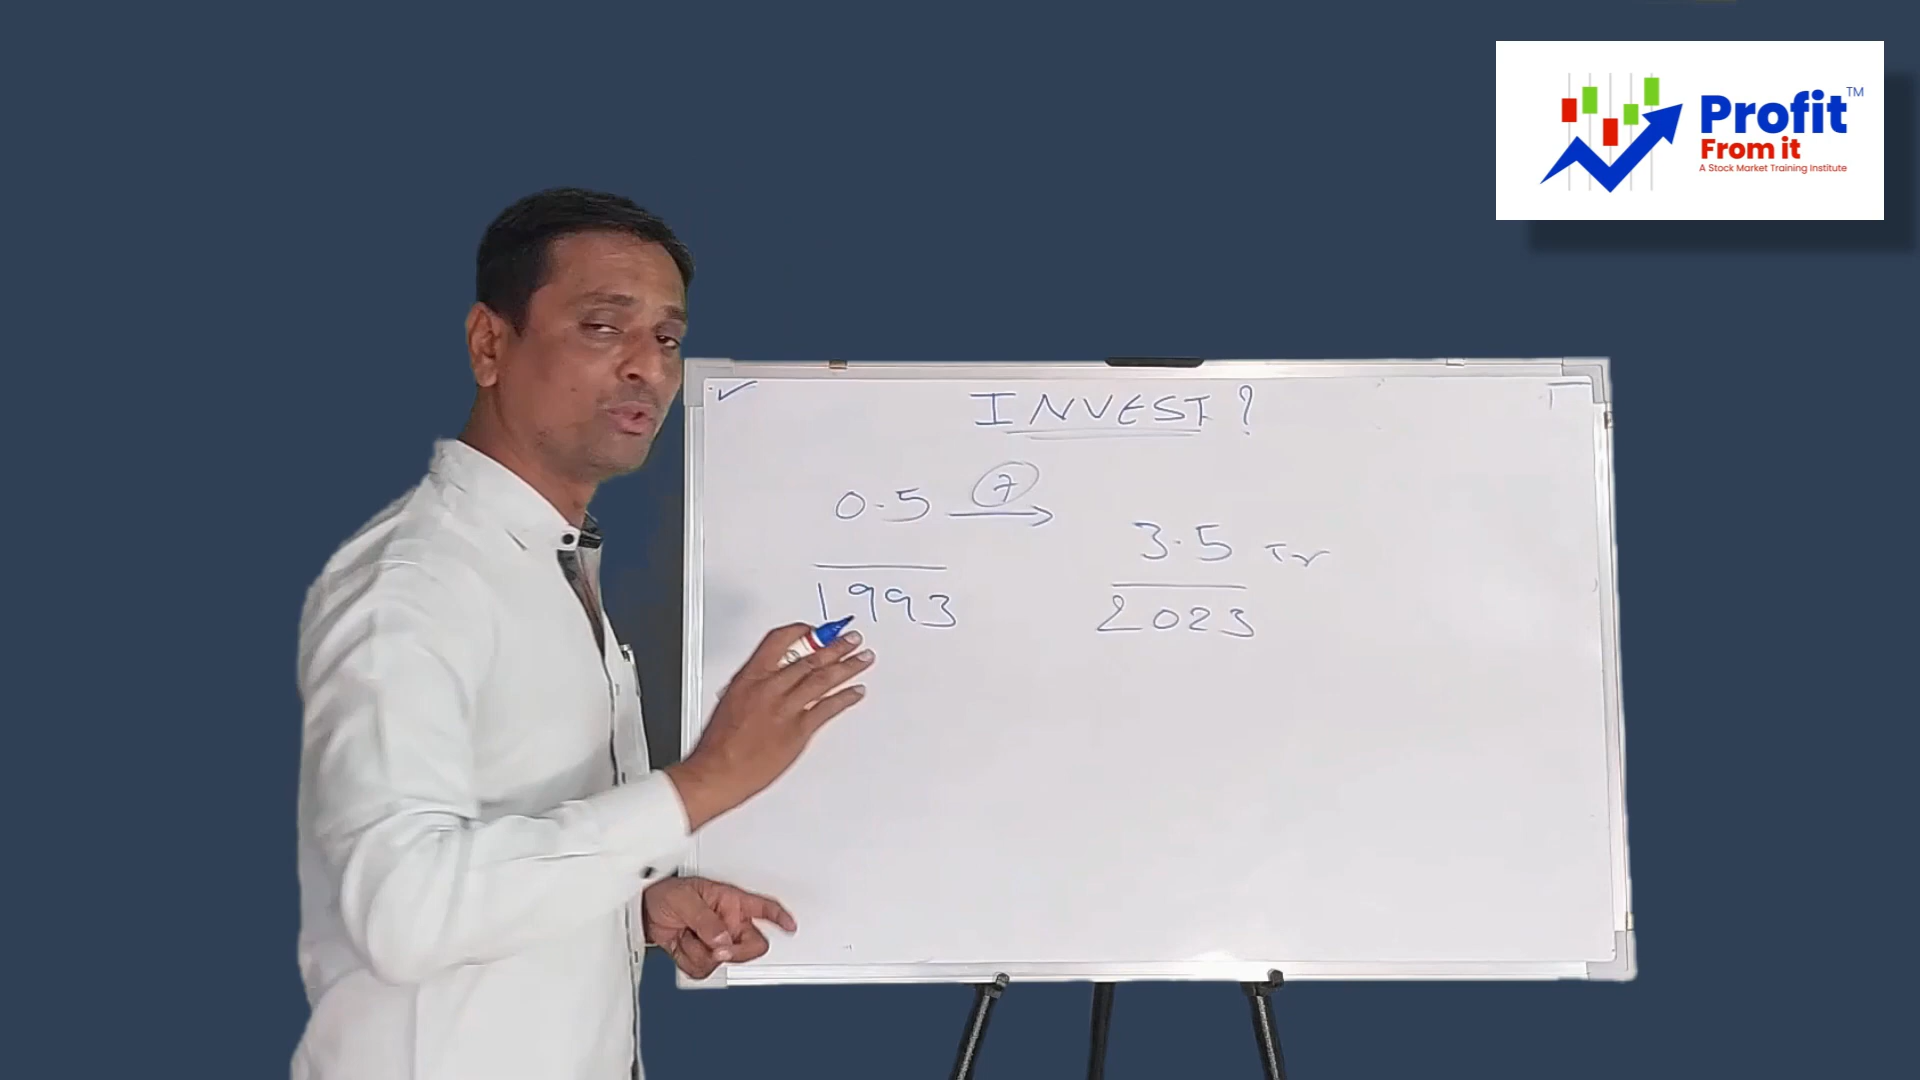 Profit™
From it
A Stock Market Training Institute
INVEST?
0.5 7
3.5 Tr
1993
2023